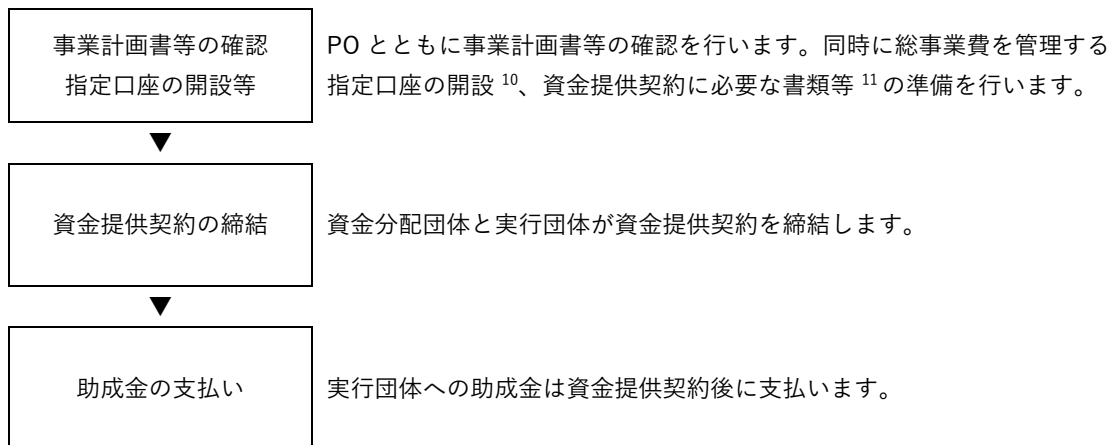 事業計画書等の確認
指定口座の開設等
PO とともに事業計画書等の確認を行います。同時に総事業費を管理する
指定口座の開設 10、資金提供契約に必要な書類等 11 の準備を行います。
▼
資金提供契約の締結
資金分配団体と実行団体が資金提供契約を締結します。
▼
助成金の支払い
実行団体への助成金は資金提供契約後に支払います。